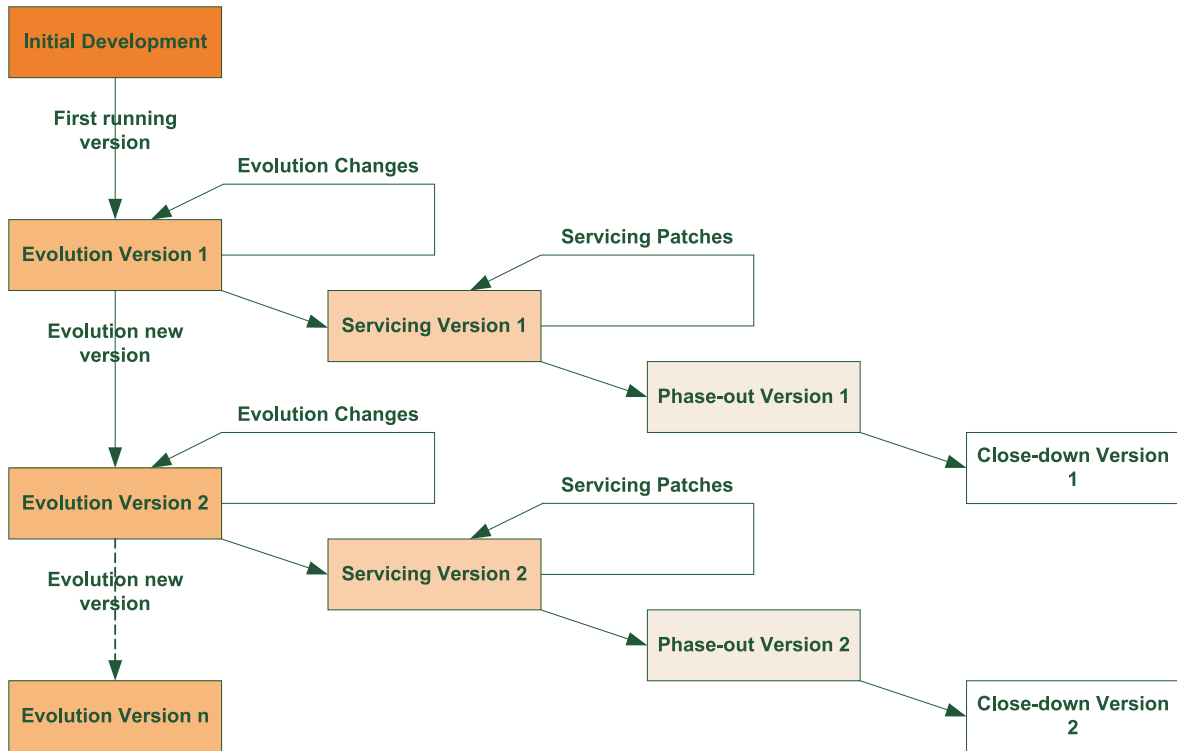 Initial Development
First running
version
Evolution Changes
Evolution Version 1
Servicing Patches
Evolution new
version
Servicing Version 1
Phase-out Version 1
Evolution Changes
Close-down Version
1
Evolution Version 2
Servicing Patches
Evolution new
version
Servicing Version 2
Phase-out Version 2
Evolution Version n
Close-down Version
2